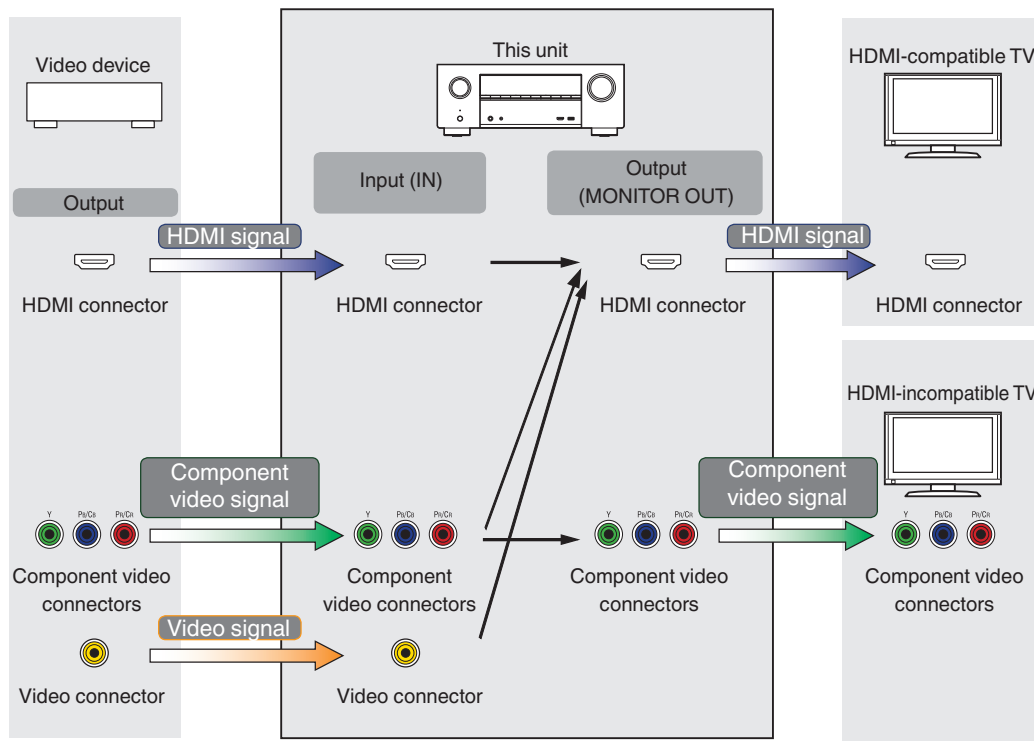 Video device
This unit
HDMI-compatible TV
Input (IN)
Output
(MONITOR OUT)
Output
HDMI signal
HDMI signal
HDMI connector
HDMI connector
HDMI connector
HDMI connector
HDMI-incompatible TV
Component
video signal
Component
video signal
Y PB/CB PR/CR
Y PB/CB PR/CR
Y PB/CB PR/CR
Y PB/CB PR/CR
Component video
connectors
Component
video connectors
Component video
connectors
Component video
connectors
Video signal
Video connector
Video connector